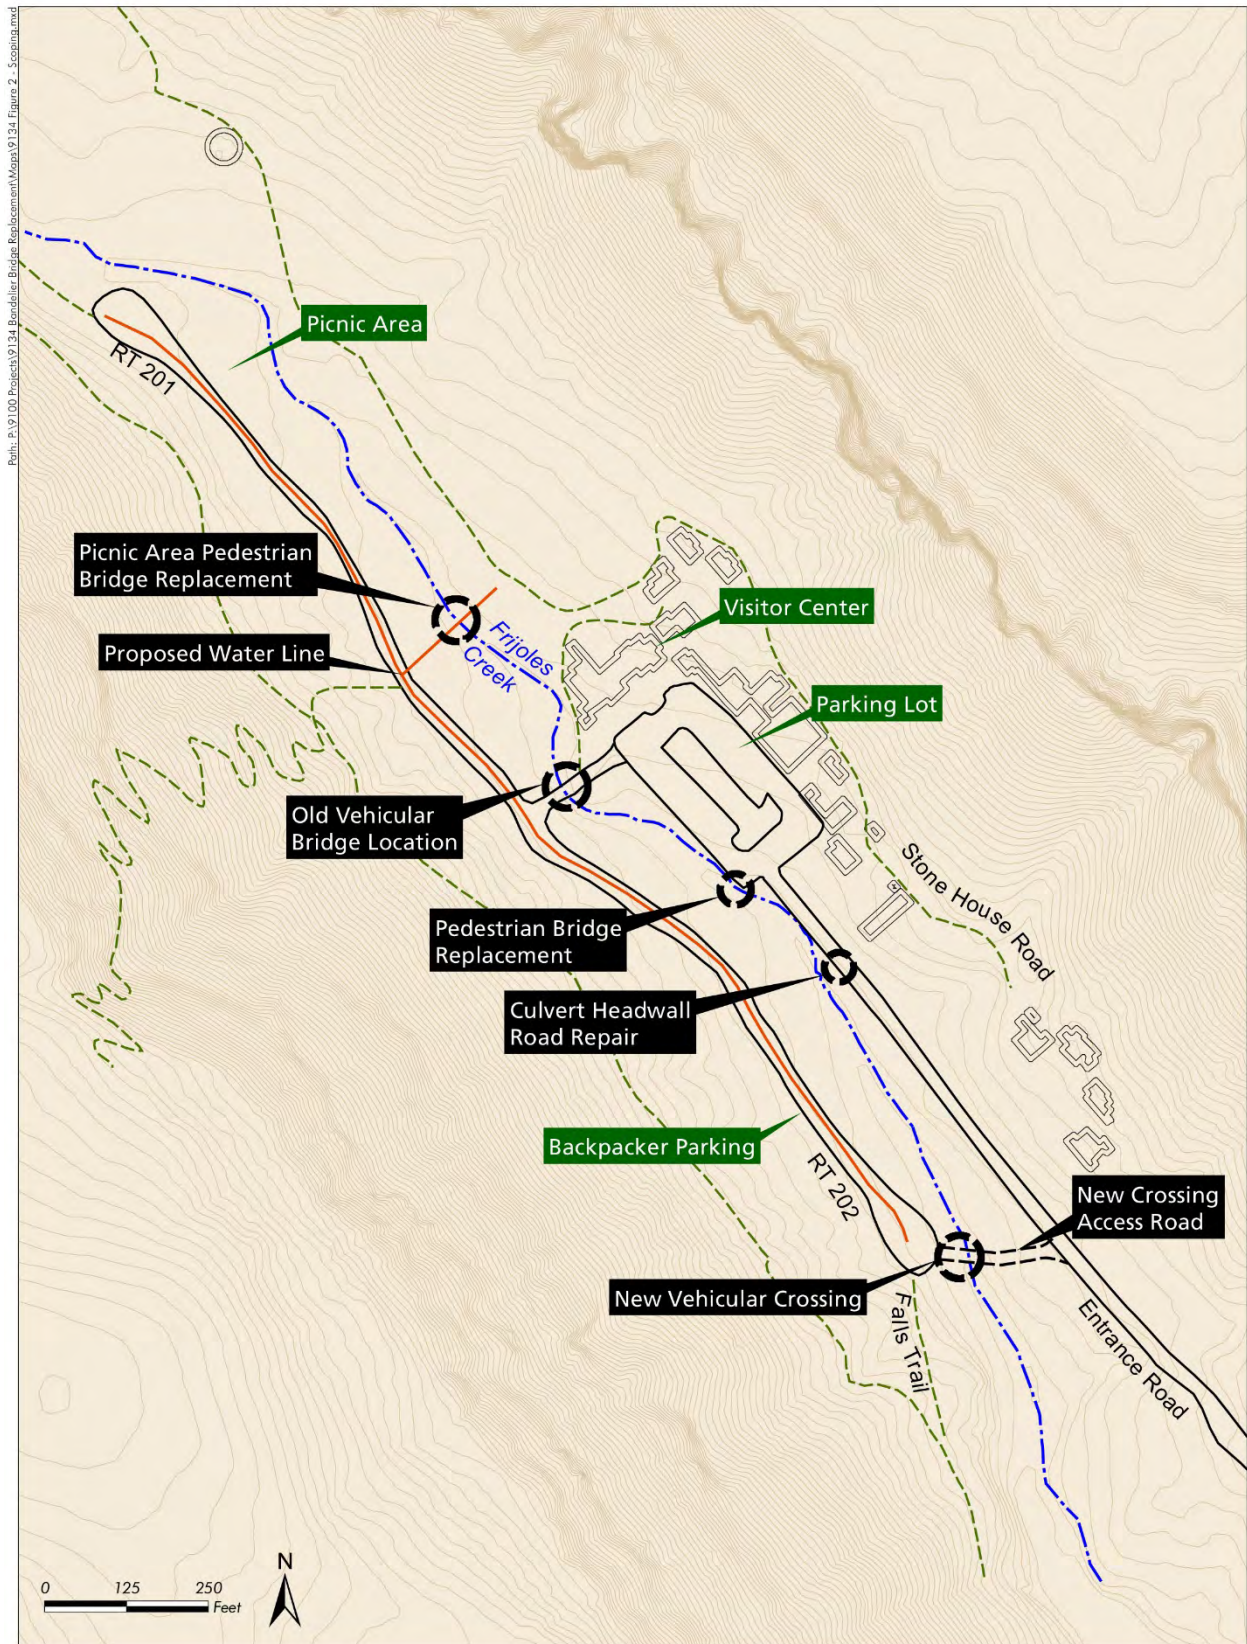 Path: P:\9100 Projects\9134 Bandelier Bridge Replacement\Maps\9134 Figure 2 - Scoping.mxd
Picnic Area
RT 201
Picnic Area Pedestrian
Bridge Replacement
Visitor Center
Frijoles
Creek
Proposed Water Line
Parking Lot
Old Vehicular
Bridge Location
Stone House Road
Pedestrian Bridge
Replacement
Culvert Headwall
Road Repair
Backpacker Parking
RT 202
New Crossing
Access Road
New Vehicular Crossing
Falls Trail
Entrance Road
N
0 125 250
Feet